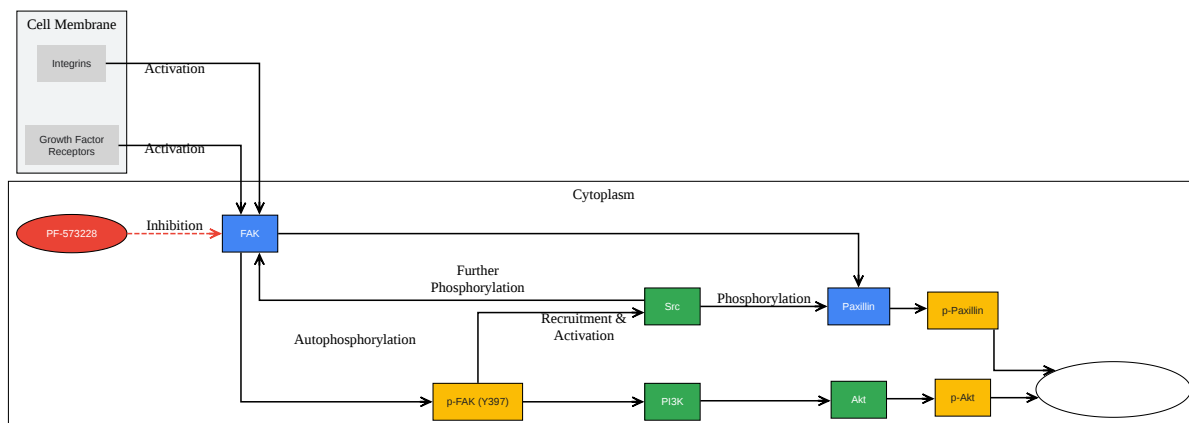 Cell Membrane
Integrins
Activation
Growth Factor
Receptors
Activation
Cytoplasm
PF-573228
Inhibition
FAK
Further
Phosphorylation
Src
Phosphorylation
Paxillin
p-Paxillin
Recruitment &
Activation
Autophosphorylation
p-FAK (Y397)
PI3K
Akt
p-Akt